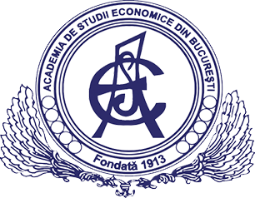 ACADEMIA DE STUDII ECONOMICE DIN BUCUREȘTI
Fondată 1913